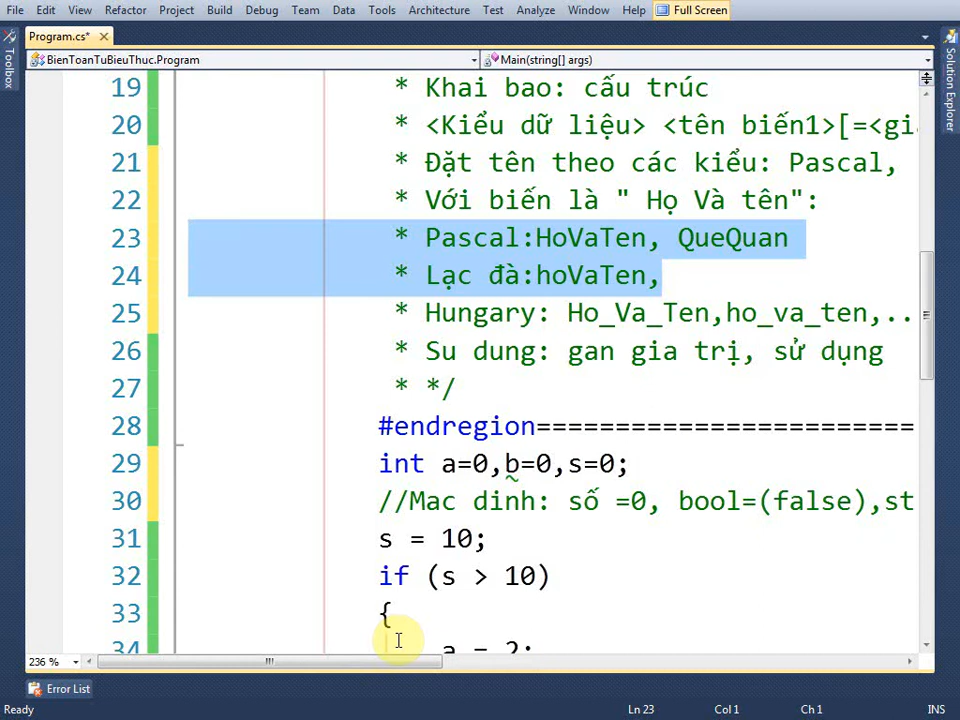 File Edit View Refactor Project Build Debug Team Data Tools Architecture Test Analyze Window Help Full Screen
Program.cs* ×
Toolbox
BienToanTuBieuThuc.Program Main(string[] args)
Solution Explorer
19 * Khai bao: cấu trúc
20 * <Kiểu dữ liệu> <tên biến1>[=<gi
21 * Đặt tên theo các kiểu: Pascal,
22 * Với biến là " Họ Và tên":
23 * Pascal:HoVaTen, QueQuan
24 * Lạc đà:hoVaTen,
25 * Hungary: Ho_Va_Ten,ho_va_ten,..
26 * Su dung: gan gia trị, sử dụng
27 * */
28 #endregion========================
29 int a=0,b=0,s=0;
30 //Mac dinh: số =0, bool=(false),st
31 s = 10;
32 if (s > 10)
33 {
34 a = 2;
236 %
Error List
Ready Ln 23 Col 1 Ch 1 INS